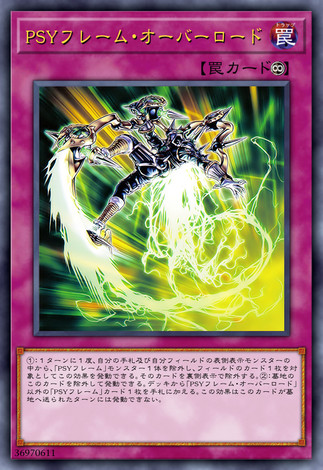 PSYフレーム・オーバーロード
罠
トラップ
【罠カード】
①：1ターンに1度、自分の手札及び自分フィールドの表側表示モンスター
の中から、「PSYフレーム」モンスター1体を除外し、フィールドのカード1枚を対
象としてこの効果を発動できる。そのカードを裏側表示で除外する。②：墓地の
このカードを除外して発動できる。デッキから「PSYフレーム・オーバーロード」
以外の「PSYフレーム」カード1枚を手札に加える。この効果はこのカードが墓
地へ送られたターンには発動できない。
36970611